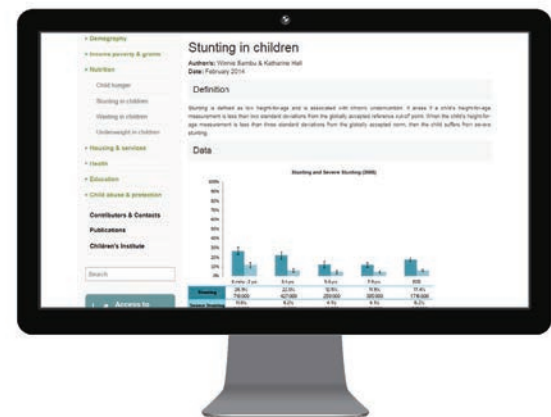 • Demography
• Income poverty & grants
• Nutrition
Child hunger
Stunting in children
Wasting in children
Underweight in children
• Housing & services
• Health
• Education
• Child abuse & protection
Contributors & Contacts
Publications
Children's Institute
Search
Access to
Stunting in children
Author/s: Winnie Sambu & Katharine Hall
Date: February 2014
Definition
Stunting is defined as low height-for-age and is associated with chronic undernutrition. It arises if a child's height-for-
age measurement is less than two standard deviations from the globally accepted reference cut-off point. When the child's height-for-
age measurement is less than three standard deviations from the globally accepted norm, then the child suffers from severe
stunting.
Data
Stunting and Severe Stunting
100%
90%
80%
70%
60%
50%
40%
30%
20%
10%
0%
Stunting
Severe Stunting